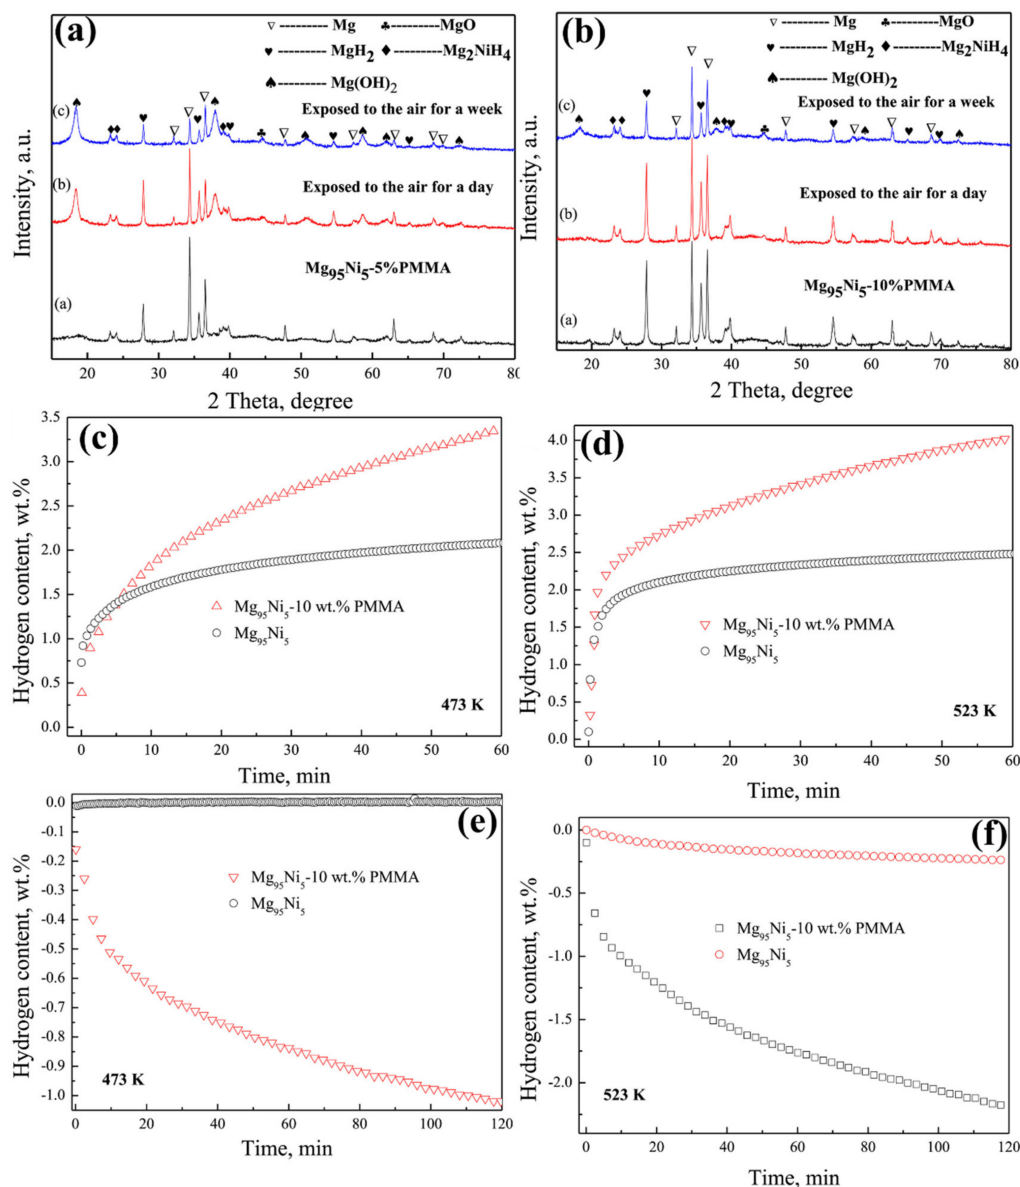 (a)
▽ --------- Mg ♣--------MgO
♥ ---------MgH₂ ♦--------Mg₂NiH₄
♠----------Mg(OH)₂
(c)
Exposed to the air for a week
(b)
Exposed to the air for a day
Mg₉₅Ni₅-5%PMMA
(a)
Intensity, a.u.
20 30 40 50 60 70 80
2 Theta, degree
(b)
▽ --------- Mg ♣--------MgO
♥ ---------MgH₂ ♦--------Mg₂NiH₄
♠----------Mg(OH)₂
(c)
Exposed to the air for a week
Exposed to the air for a day
(b)
Mg₉₅Ni₅-10%PMMA
(a)
Intensity, a.u.
20 30 40 50 60 70 80
2 Theta, degree
(c)
3.5
3.0
2.5
2.0
1.5
1.0
0.5
0.0
Hydrogen content, wt.%
△ Mg₉₅Ni₅-10 wt.% PMMA
○ Mg₉₅Ni₅
473 K
0 10 20 30 40 50 60
Time, min
(d)
4.0
3.5
3.0
2.5
2.0
1.5
1.0
0.5
0.0
Hydrogen content, wt.%
▽ Mg₉₅Ni₅-10 wt.% PMMA
○ Mg₉₅Ni₅
523 K
0 10 20 30 40 50 60
Time, min
(e)
0.0
-0.1
-0.2
-0.3
-0.4
-0.5
-0.6
-0.7
-0.8
-0.9
-1.0
Hydrogen content, wt.%
▽ Mg₉₅Ni₅-10 wt.% PMMA
○ Mg₉₅Ni₅
473 K
0 20 40 60 80 100 120
Time, min
(f)
0.0
-0.5
-1.0
-1.5
-2.0
Hydrogen content, wt.%
□ Mg₉₅Ni₅-10 wt.% PMMA
○ Mg₉₅Ni₅
523 K
0 20 40 60 80 100 120
Time, min